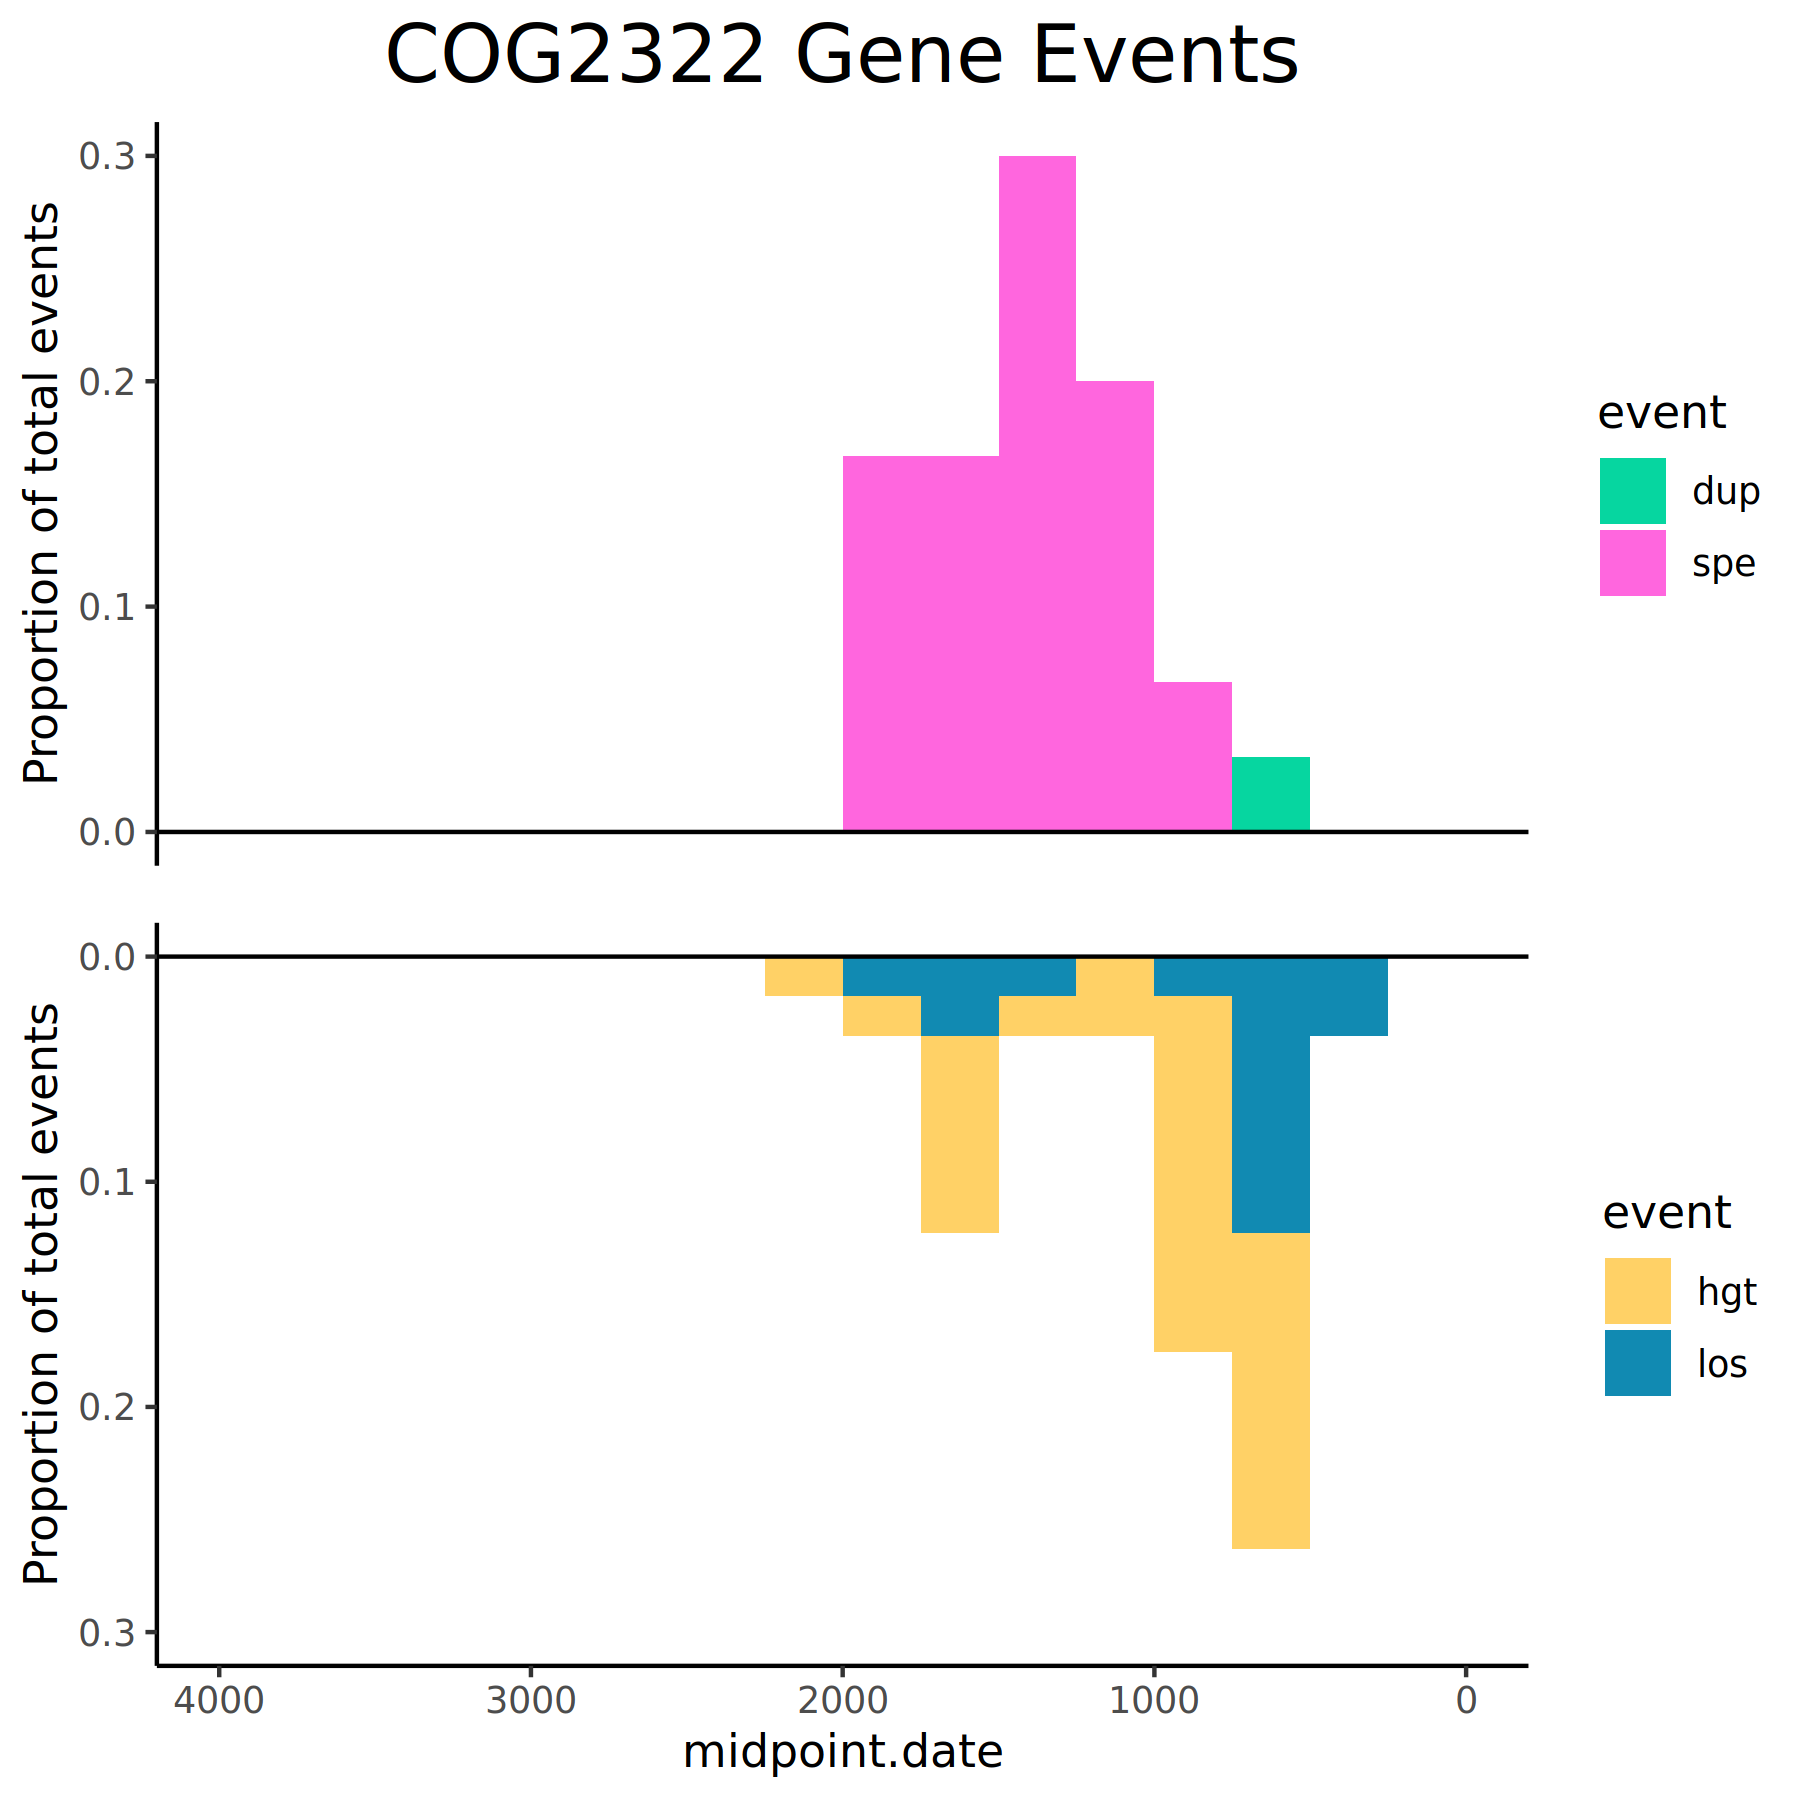 COG2322 Gene Events
Proportion of total events
0.3
0.2
0.1
0.0
event
dup
spe
Proportion of total events
0.0
0.1
0.2
0.3
event
hgt
los
4000 3000 2000 1000 0
midpoint.date